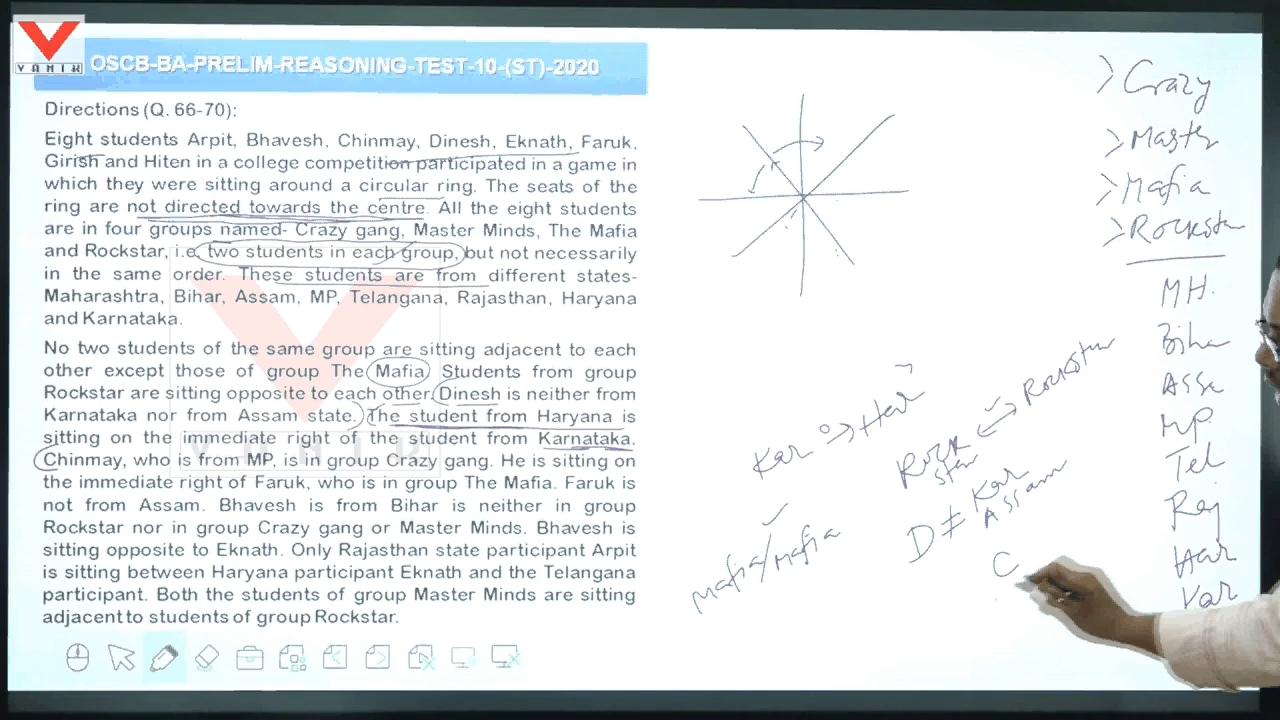 VANIK
OSCB-BA-PRELIM-REASONING-TEST-10-(ST)-2020
Directions (Q. 66-70):
Eight students Arpit, Bhavesh, Chinmay, Dinesh, Eknath, Faruk,
Girish and Hiten in a college competition participated in a game in
which they were sitting around a circular ring. The seats of the
ring are not directed towards the centre. All the eight students
are in four groups named- Crazy gang, Master Minds, The Mafia
and Rockstar, i.e. two students in each group, but not necessarily
in the same order. These students are from different states-
Maharashtra, Bihar, Assam, MP, Telangana, Rajasthan, Haryana
and Karnataka.
No two students of the same group are sitting adjacent to each
other except those of group The Mafia Students from group
Rockstar are sitting opposite to each other. Dinesh is neither from
Karnataka nor from Assam state. The student from Haryana is
sitting on the immediate right of the student from Karnataka.
Chinmay, who is from MP, is in group Crazy gang. He is sitting on
the immediate right of Faruk, who is in group The Mafia. Faruk is
not from Assam. Bhavesh is from Bihar is neither in group
Rockstar nor in group Crazy gang or Master Minds. Bhavesh is
sitting opposite to Eknath. Only Rajasthan state participant Arpit
is sitting between Haryana participant Eknath and the Telangana
participant. Both the students of group Master Minds are sitting
adjacent to students of group Rockstar.
VANIK
Crazy
Master
Mafia
Rockstar
MH.
Biha
Assa
MP.
Tel
Raj
Har
Kar
Kar → Har
Rockstar ↔ Rockstar
Mafia/Mafia
D ≠ Kar
Assam
C